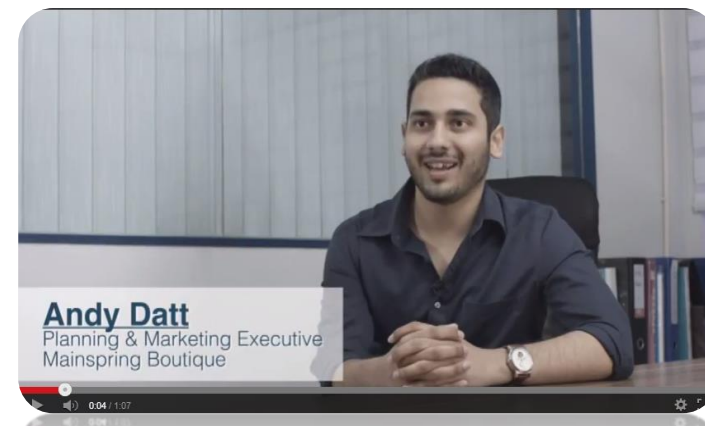 Andy Datt
Planning & Marketing Executive
Mainspring Boutique
0:04 / 1:07